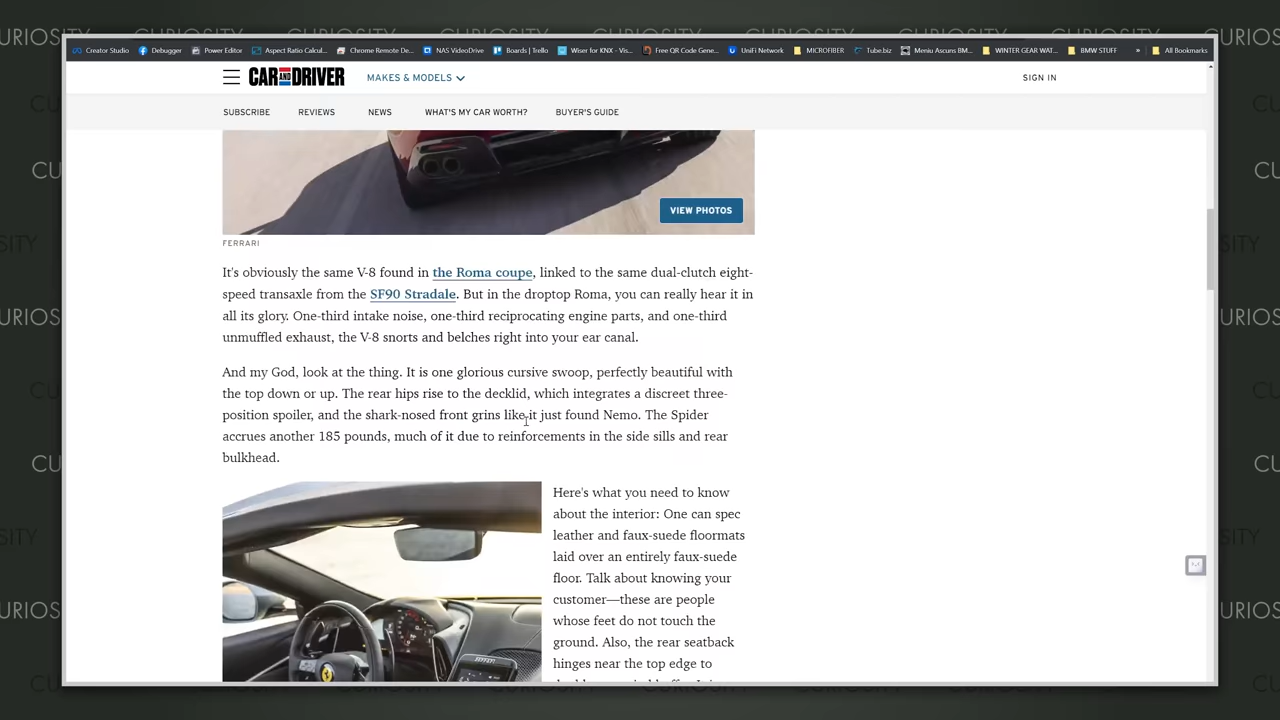 CURIOSITY
Creator Studio Debugger Power Editor Aspect Ratio Calcul... Chrome Remote De... NAS VideoDrive Boards | Trello Wiser for KNX - Vis... Free QR Code Gene... UniFi Network MICROFIBER Tube.biz Meniu Ascuns BM... WINTER GEAR WAT... BMW STUFF » All Bookmarks
CAR AND DRIVER MAKES & MODELS SIGN IN
SUBSCRIBE REVIEWS NEWS WHAT'S MY CAR WORTH? BUYER'S GUIDE
VIEW PHOTOS
FERRARI
It's obviously the same V-8 found in the Roma coupe, linked to the same dual-clutch eight-
speed transaxle from the SF90 Stradale. But in the droptop Roma, you can really hear it in
all its glory. One-third intake noise, one-third reciprocating engine parts, and one-third
unmuffled exhaust, the V-8 snorts and belches right into your ear canal.
And my God, look at the thing. It is one glorious cursive swoop, perfectly beautiful with
the top down or up. The rear hips rise to the decklid, which integrates a discreet three-
position spoiler, and the shark-nosed front grins like it just found Nemo. The Spider
accrues another 185 pounds, much of it due to reinforcements in the side sills and rear
bulkhead.
Here's what you need to know
about the interior: One can spec
leather and faux-suede floormats
laid over an entirely faux-suede
floor. Talk about knowing your
customer—these are people
whose feet do not touch the
ground. Also, the rear seatback
hinges near the top edge to